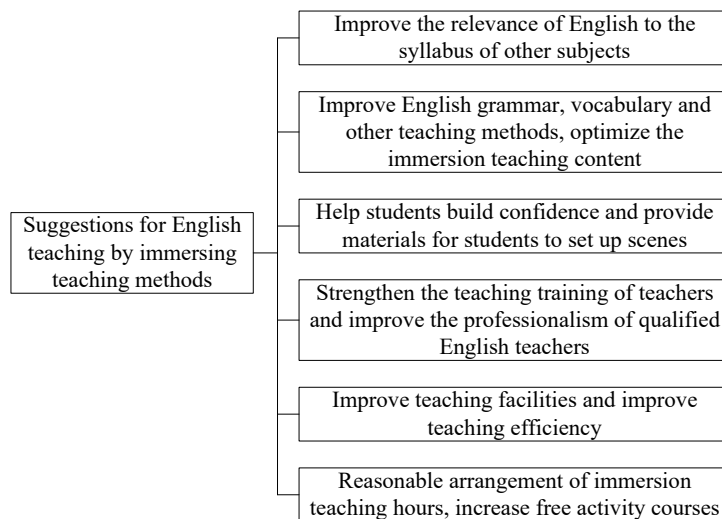 Improve the relevance of English to the
syllabus of other subjects
Improve English grammar, vocabulary and
other teaching methods, optimize the
immersion teaching content
Suggestions for English
teaching by immersing
teaching methods
Help students build confidence and provide
materials for students to set up scenes
Strengthen the teaching training of teachers
and improve the professionalism of qualified
English teachers
Improve teaching facilities and improve
teaching efficiency
Reasonable arrangement of immersion
teaching hours, increase free activity courses